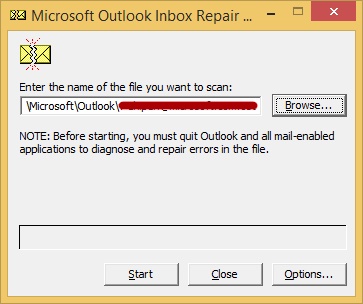 Microsoft Outlook Inbox Repair ...
Enter the name of the file you want to scan:
\Microsoft\Outlook\
Browse...
NOTE: Before starting, you must quit Outlook and all mail-enabled
applications to diagnose and repair errors in the file.
Start
Close
Options...